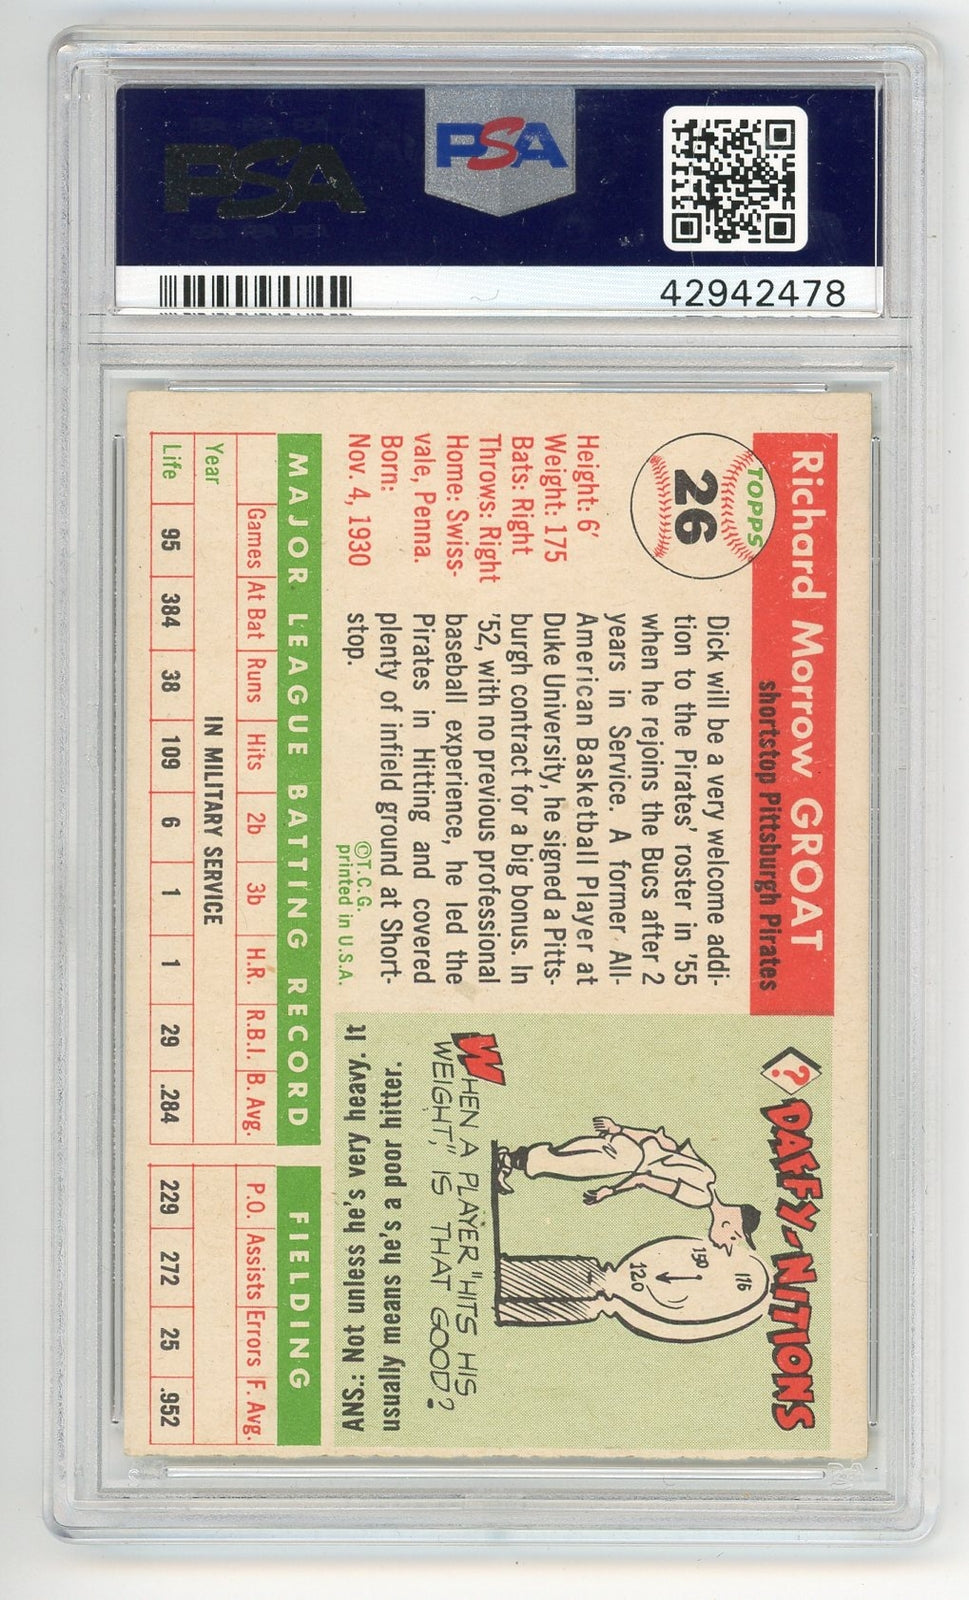 PSA
PSA
42942478
Richard Morrow GROAT
shortstop Pittsburgh Pirates
TOPPS
26
Height: 6'
Weight: 175
Bats: Right
Throws: Right
Home: Swiss-
vale, Penna.
Born:
Nov. 4, 1930
Dick will be a very welcome addi-
tion to the Pirates' roster in '55
when he rejoins the Bucs after 2
years in Service. A former All-
American Basketball Player at
Duke University, he signed a Pitts-
burgh contract for a big bonus. In
'52, with no previous professional
baseball experience, he led the
Pirates in Hitting and covered
plenty of infield ground at Short-
stop.
©T.C.G.
printed in U.S.A.
? DAFFY-NITIONS
116
150
120
WHEN A PLAYER "HITS HIS
WEIGHT," IS THAT GOOD?
ANS.: Not unless he's very heavy. It
usually means he's a poor hitter.
MAJOR LEAGUE BATTING RECORD
FIELDING
Games At Bat Runs Hits 2b 3b H.R. R.B.I. B. Avg. P.O. Assists Errors F. Avg.
Year IN MILITARY SERVICE
Life 95 384 38 109 6 1 1 29 .284 229 272 25 .952